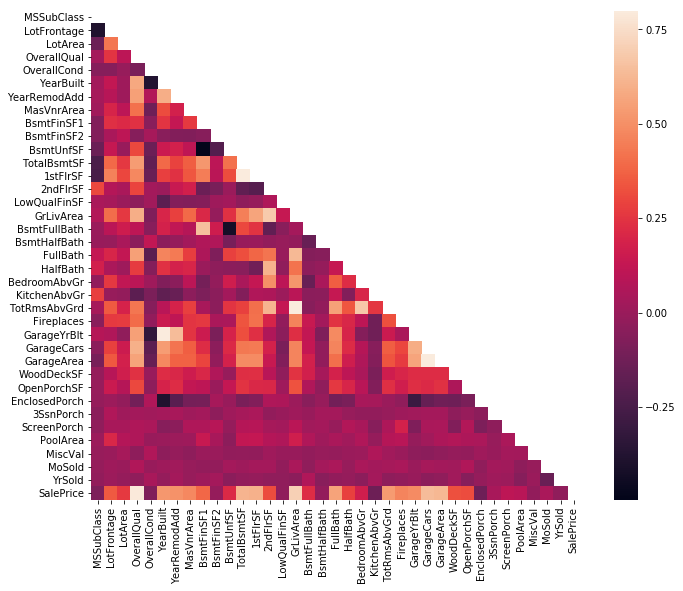 MSSubClass
LotFrontage
LotArea
OverallQual
OverallCond
YearBuilt
YearRemodAdd
MasVnrArea
BsmtFinSF1
BsmtFinSF2
BsmtUnfSF
TotalBsmtSF
1stFlrSF
2ndFlrSF
LowQualFinSF
GrLivArea
BsmtFullBath
BsmtHalfBath
FullBath
HalfBath
BedroomAbvGr
KitchenAbvGr
TotRmsAbvGrd
Fireplaces
GarageYrBlt
GarageCars
GarageArea
WoodDeckSF
OpenPorchSF
EnclosedPorch
3SsnPorch
ScreenPorch
PoolArea
MiscVal
MoSold
YrSold
SalePrice
MSSubClass
LotFrontage
LotArea
OverallQual
OverallCond
YearBuilt
YearRemodAdd
MasVnrArea
BsmtFinSF1
BsmtFinSF2
BsmtUnfSF
TotalBsmtSF
1stFlrSF
2ndFlrSF
LowQualFinSF
GrLivArea
BsmtFullBath
BsmtHalfBath
FullBath
HalfBath
BedroomAbvGr
KitchenAbvGr
TotRmsAbvGrd
Fireplaces
GarageYrBlt
GarageCars
GarageArea
WoodDeckSF
OpenPorchSF
EnclosedPorch
3SsnPorch
ScreenPorch
PoolArea
MiscVal
MoSold
YrSold
SalePrice
0.75
0.50
0.25
0.00
−0.25